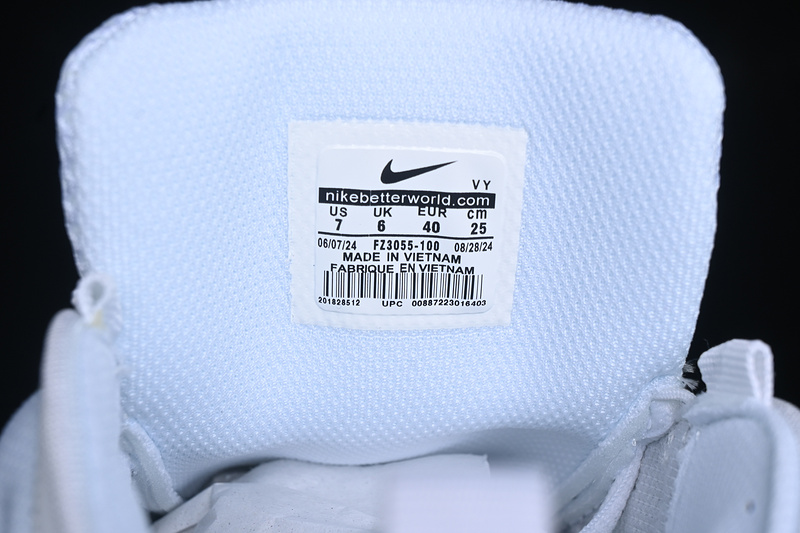 VY
nikebetterworld.com
US UK EUR cm
7 6 40 25
06/07/24 FZ3055-100 08/28/24
MADE IN VIETNAM
FABRIQUE EN VIETNAM
201828512 UPC 00887223016403